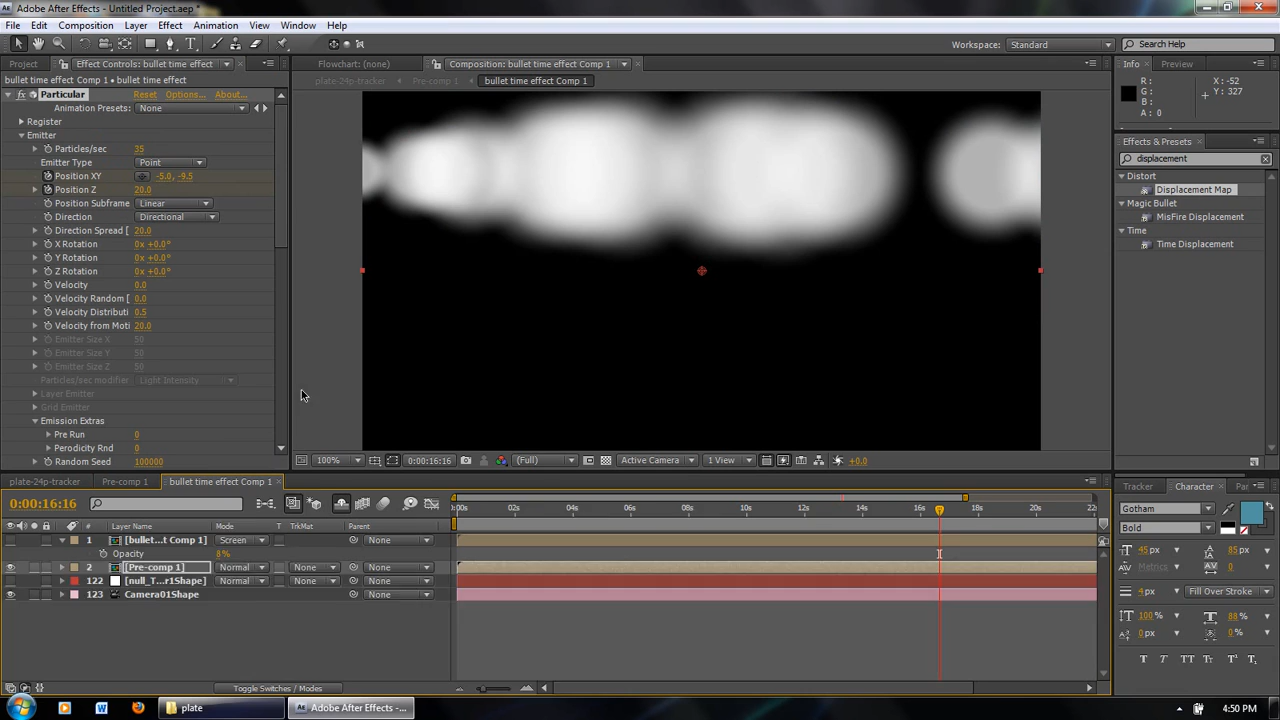 Adobe After Effects - Untitled Project.aep *
File Edit Composition Layer Effect Animation View Window Help
Workspace: Standard Search Help
Project Effect Controls: bullet time effect
bullet time effect Comp 1 • bullet time effect
Particular Reset Options... About...
Animation Presets: None
Register
Emitter
Particles/sec 35
Emitter Type Point
Position XY -5.0, -9.5
Position Z 20.0
Position Subframe Linear
Direction Directional
Direction Spread [ 20.0
X Rotation 0x +0.0°
Y Rotation 0x +0.0°
Z Rotation 0x +0.0°
Velocity 0.0
Velocity Random [ 0.0
Velocity Distributi 0.5
Velocity from Moti 20.0
Emitter Size X 50
Emitter Size Y 50
Emitter Size Z 50
Particles/sec modifier Light Intensity
Layer Emitter
Grid Emitter
Emission Extras
Pre Run 0
Perodicity Rnd 0
Random Seed 100000
Flowchart: (none) Composition: bullet time effect Comp 1
plate-24p-tracker Pre-comp 1 bullet time effect Comp 1
100% 0:00:16:16 (Full) Active Camera 1 View +0.0
Info Preview
R: X: -52
G: Y: 327
B:
A: 0
Effects & Presets
displacement
Distort
Displacement Map
Magic Bullet
MisFire Displacement
Time
Time Displacement
plate-24p-tracker Pre-comp 1 bullet time effect Comp 1
0:00:16:16
:00s 02s 04s 06s 08s 10s 12s 14s 16s 18s 20s 22s
# Layer Name Mode T TrkMat Parent
1 [bullet...t Comp 1] Screen None
Opacity 8%
2 [Pre-comp 1] Normal None None
122 [null_T...r1Shape] Normal None None
123 Camera01Shape None
Toggle Switches / Modes
Tracker Character Par
Gotham
Bold
45 px 85 px
Metrics 0
4 px Fill Over Stroke
100 % 88 %
0 px 0 %
T T TT Tr T¹ T₁
plate Adobe After Effects -... 4:50 PM